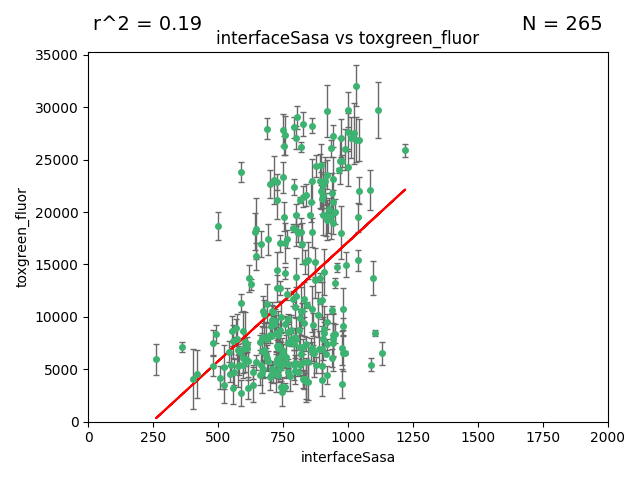 r^2 = 0.19
N = 265
interfaceSasa vs toxgreen_fluor
35000
30000
25000
20000
15000
10000
5000
0
toxgreen_fluor
0 250 500 750 1000 1250 1500 1750 2000
interfaceSasa